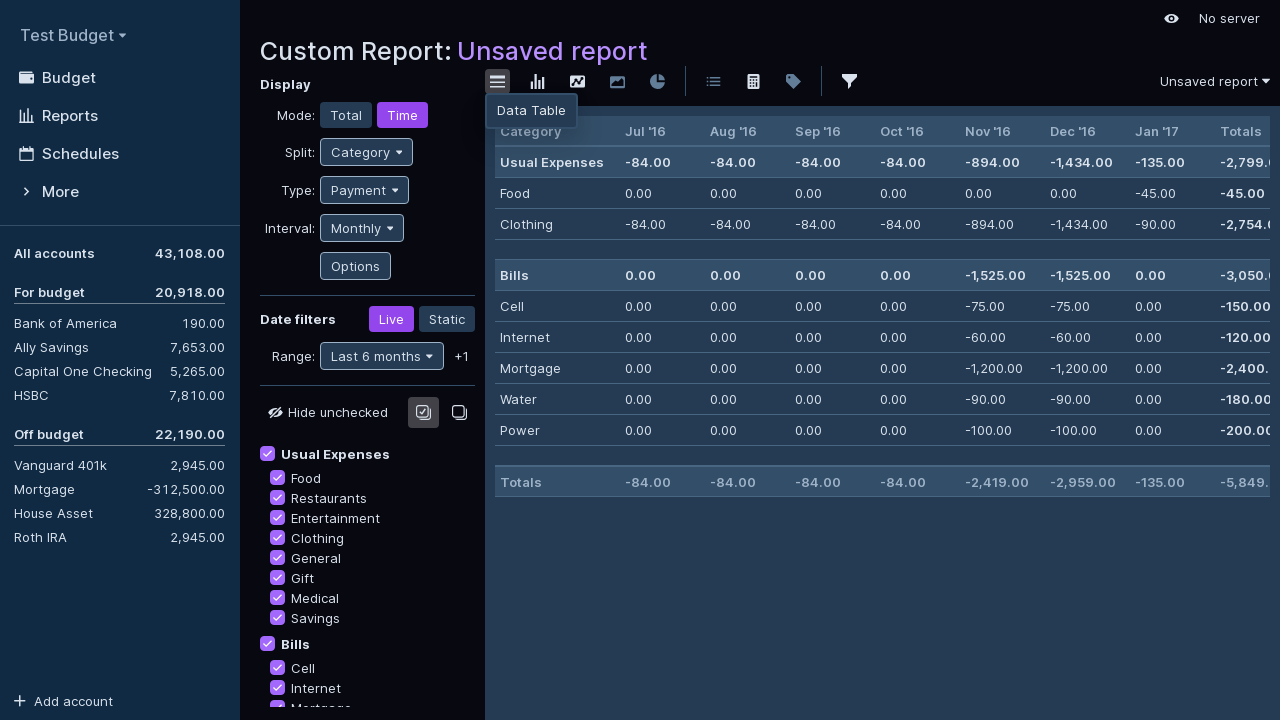 Test Budget
Budget
Reports
Schedules
More
All accounts 43,108.00
For budget 20,918.00
Bank of America 190.00
Ally Savings 7,653.00
Capital One Checking 5,265.00
HSBC 7,810.00
Off budget 22,190.00
Vanguard 401k 2,945.00
Mortgage -312,500.00
House Asset 328,800.00
Roth IRA 2,945.00
Add account
No server
Custom Report: Unsaved report
Display
Mode: Total Time
Split: Category
Type: Payment
Interval: Monthly
Options
Date filters Live Static
Range: Last 6 months +1
Hide unchecked
Usual Expenses
Food
Restaurants
Entertainment
Clothing
General
Gift
Medical
Savings
Bills
Cell
Internet
Mortgage
Unsaved report
Data Table
Category Jul '16 Aug '16 Sep '16 Oct '16 Nov '16 Dec '16 Jan '17 Totals
Usual Expenses -84.00 -84.00 -84.00 -84.00 -894.00 -1,434.00 -135.00 -2,799.0
Food 0.00 0.00 0.00 0.00 0.00 0.00 -45.00 -45.00
Clothing -84.00 -84.00 -84.00 -84.00 -894.00 -1,434.00 -90.00 -2,754.0
Bills 0.00 0.00 0.00 0.00 -1,525.00 -1,525.00 0.00 -3,050.0
Cell 0.00 0.00 0.00 0.00 -75.00 -75.00 0.00 -150.00
Internet 0.00 0.00 0.00 0.00 -60.00 -60.00 0.00 -120.00
Mortgage 0.00 0.00 0.00 0.00 -1,200.00 -1,200.00 0.00 -2,400.
Water 0.00 0.00 0.00 0.00 -90.00 -90.00 0.00 -180.00
Power 0.00 0.00 0.00 0.00 -100.00 -100.00 0.00 -200.00
Totals -84.00 -84.00 -84.00 -84.00 -2,419.00 -2,959.00 -135.00 -5,849.